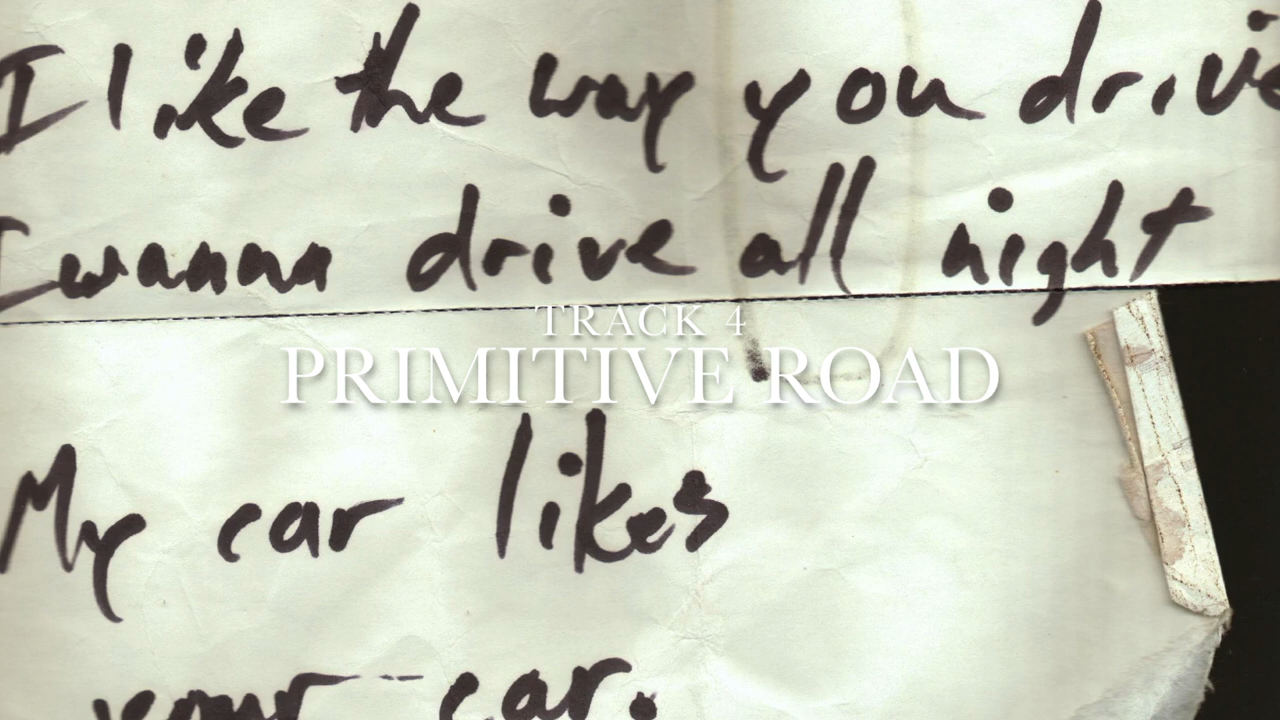 I like the way you drive
I wanna drive all night
TRACK 4
PRIMITIVE ROAD
My car likes
your car.